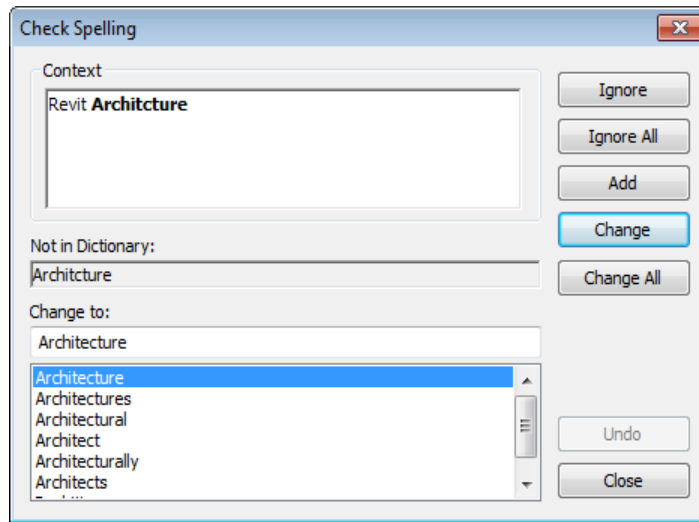 Check Spelling
Context
Revit Architcture
Ignore
Ignore All
Add
Change
Change All
Not in Dictionary:
Architcture
Change to:
Architecture
Architecture
Architectures
Architectural
Architect
Architecturally
Architects
Undo
Close